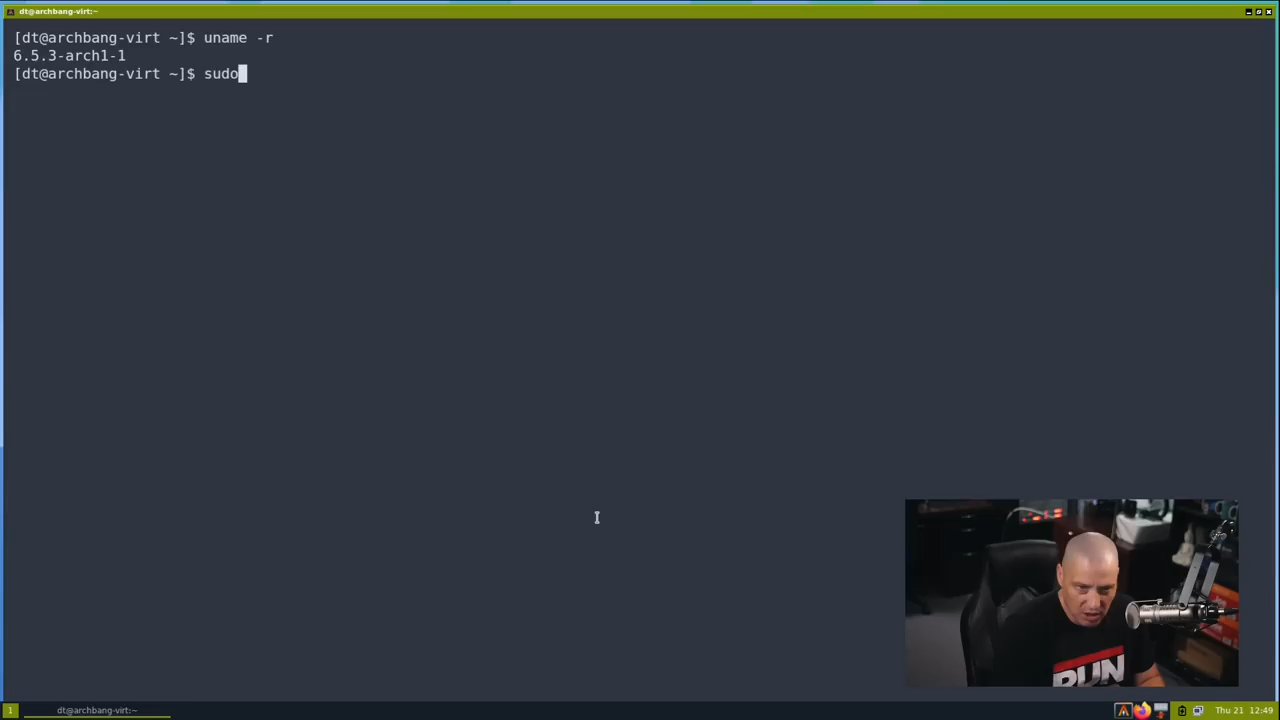 dt@archbang-virt:~
[dt@archbang-virt ~]$ uname -r
6.5.3-arch1-1
[dt@archbang-virt ~]$ sudo
RUN
1
dt@archbang-virt:~
Thu 21 12:49